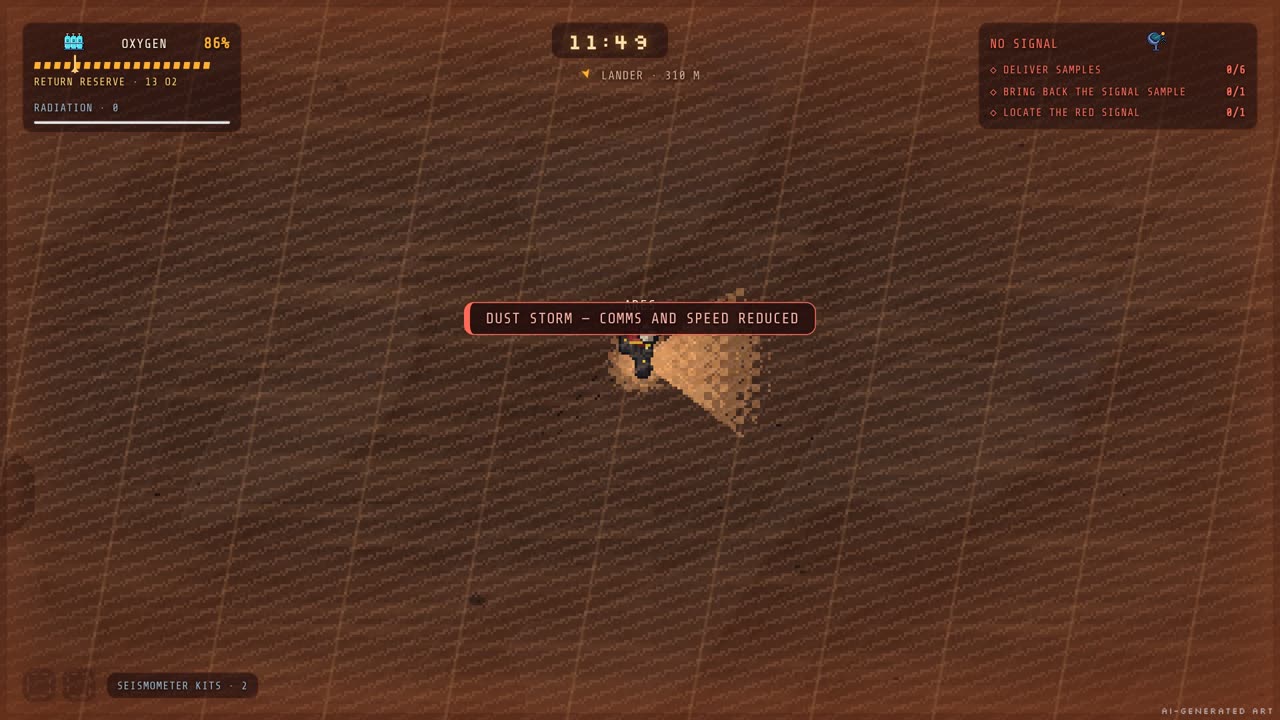 OXYGEN 86%
RETURN RESERVE · 13 O2
RADIATION · 0
11:49
LANDER · 310 M
NO SIGNAL
◇ DELIVER SAMPLES 0/6
◇ BRING BACK THE SIGNAL SAMPLE 0/1
◇ LOCATE THE RED SIGNAL 0/1
DUST STORM — COMMS AND SPEED REDUCED
SEISMOMETER KITS · 2
AI-GENERATED ART